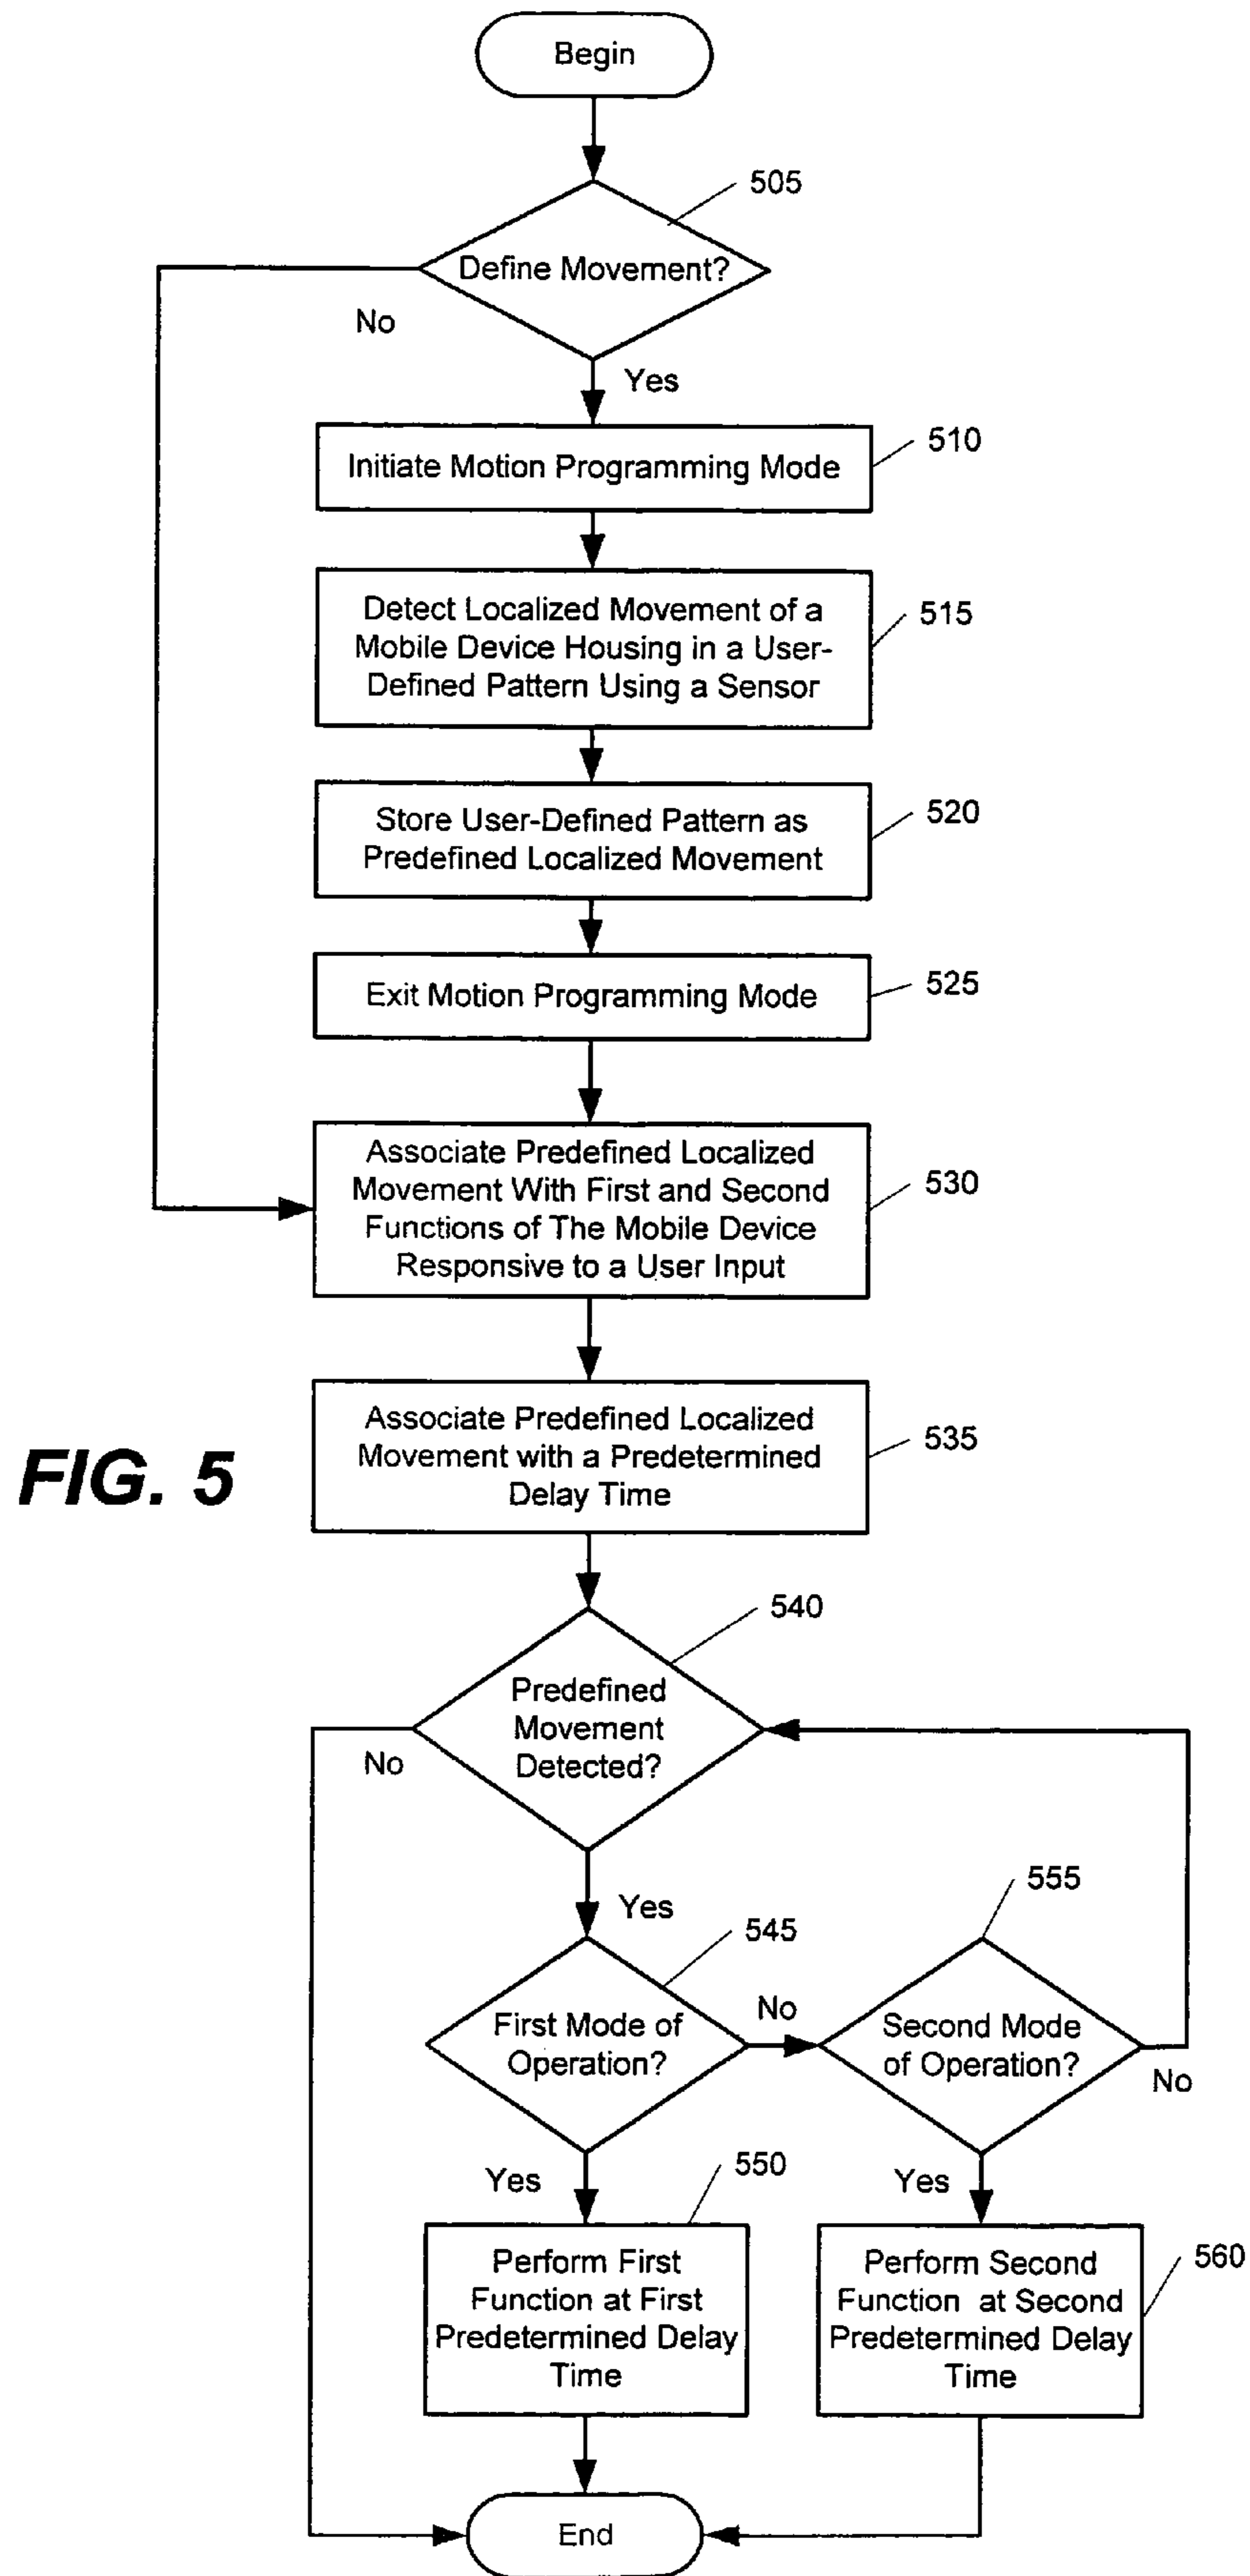 Begin
505
Define Movement?
No
Yes
510
Initiate Motion Programming Mode
Detect Localized Movement of a
Mobile Device Housing in a User-
Defined Pattern Using a Sensor
515
Store User-Defined Pattern as
Predefined Localized Movement
520
Exit Motion Programming Mode
525
Associate Predefined Localized
Movement With First and Second
Functions of The Mobile Device
Responsive to a User Input
530
Associate Predefined Localized
Movement with a Predetermined
Delay Time
535
FIG. 5
540
Predefined
Movement
Detected?
No
Yes
545
555
First Mode of
Operation?
No
Second Mode
of Operation?
No
Yes
550
Yes
Perform First
Function at First
Predetermined Delay
Time
Perform Second
Function at Second
Predetermined Delay
Time
560
End